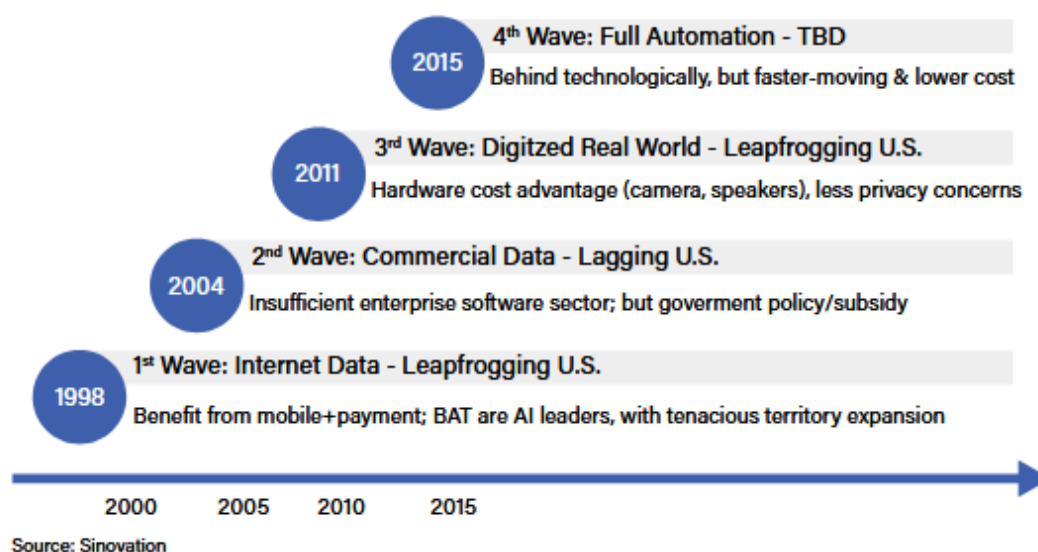 4th Wave: Full Automation - TBD
2015
Behind technologically, but faster-moving & lower cost
3rd Wave: Digitzed Real World - Leapfrogging U.S.
2011
Hardware cost advantage (camera, speakers), less privacy concerns
2nd Wave: Commercial Data - Lagging U.S.
2004
Insufficient enterprise software sector; but goverment policy/subsidy
1st Wave: Internet Data - Leapfrogging U.S.
1998
Benefit from mobile+payment; BAT are AI leaders, with tenacious territory expansion
2000 2005 2010 2015
Source: Sinovation